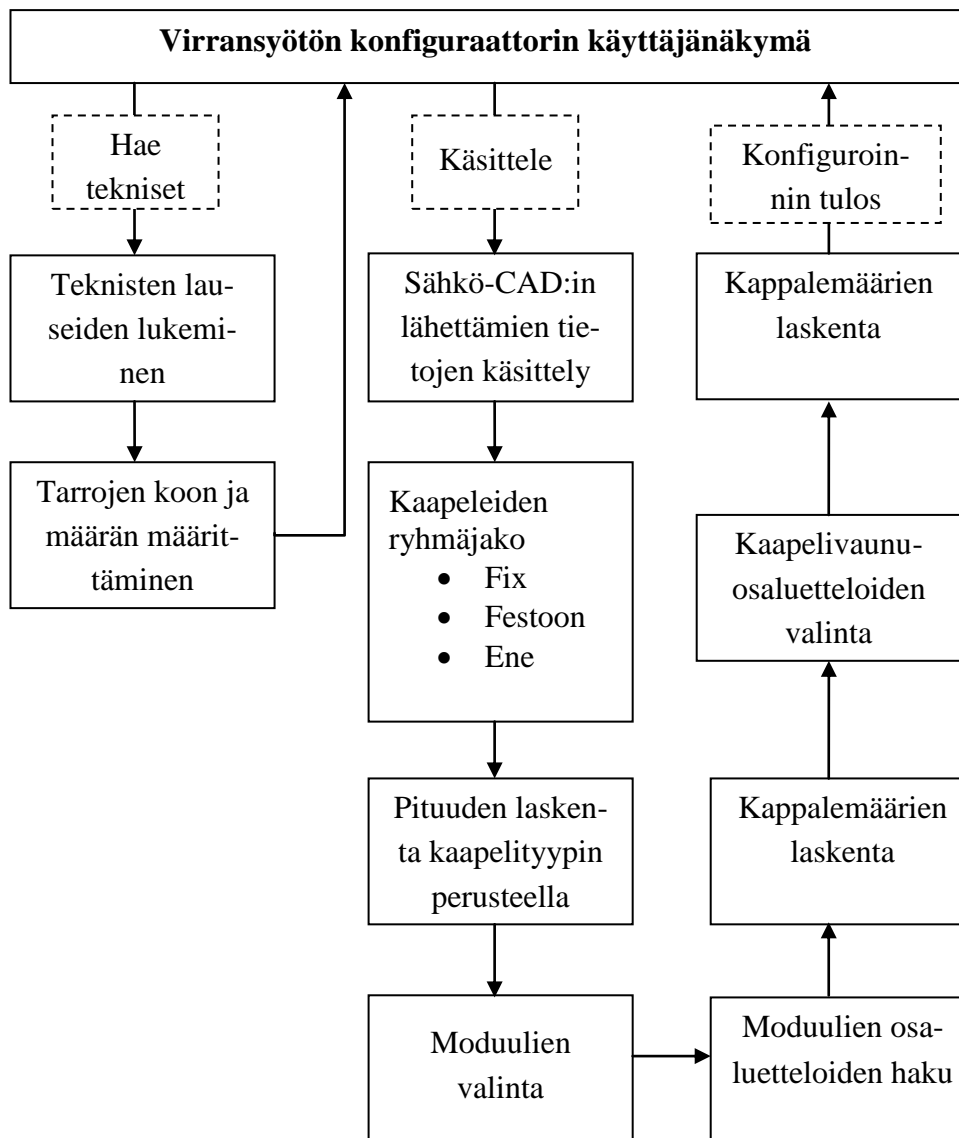 Virransyötön konfiguraattorin käyttäjänäkymä
Hae
tekniset
Teknisten lau-
seiden lukemi-
nen
Tarrojen koon ja
määrän määrit-
täminen
Käsittele
Sähkö-CAD:in
lähettämien tie-
tojen käsittely
Kaapeleiden
ryhmäjako
• Fix
• Festoon
• Ene
Pituuden lasken-
ta kaapelityypin
perusteella
Moduulien
valinta
Moduulien osa-
luetteloiden haku
Kappalemäärien
laskenta
Kaapelivaunu-
osaluetteloiden
valinta
Kappalemäärien
laskenta
Konfiguroin-
nin tulos